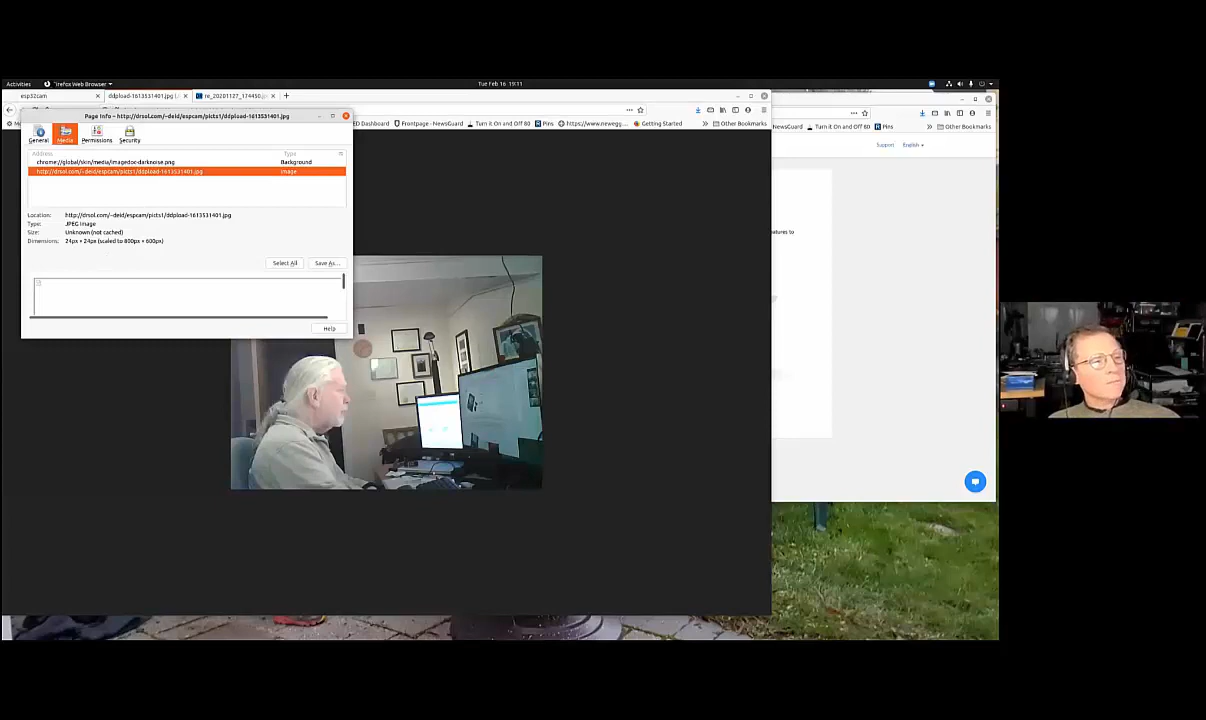 Activities
Firefox Web Browser
Tue Feb 16 19:11
esp32cam
ddpload-1613531401.jpg (
re_20201127_174450.jp
Page Info — http://drsol.com/~deid/espcam/picts1/ddpload-1613531401.jpg
ED Dashboard
Frontpage - NewsGuard
Turn it On and Off 60
Pins
https://www.newegg...
Getting Started
Other Bookmarks
NewsGuard
Turn it On and Off 60
Pins
Other Bookmarks
General
Media
Permissions
Security
Support
English
Address
Type
chrome://global/skin/media/imagedoc-darknoise.png
Background
http://drsol.com/~deid/espcam/picts1/ddpload-1613531401.jpg
Image
Location:
http://drsol.com/~deid/espcam/picts1/ddpload-1613531401.jpg
Type:
JPEG Image
Size:
Unknown (not cached)
Dimensions:
24px × 24px (scaled to 800px × 600px)
atures to
Select All
Save As...
Help